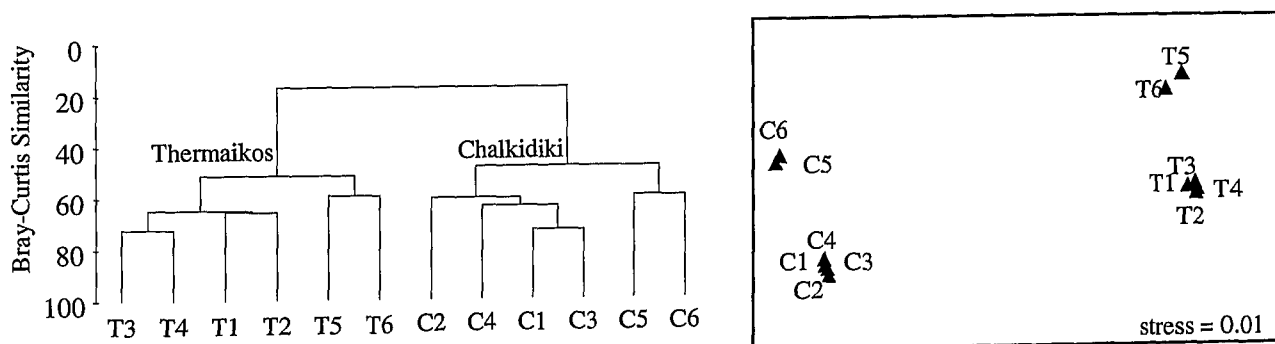 Bray-Curtis Similarity
0
20
40
60
80
100
Thermaikos
Chalkidiki
T3 T4 T1 T2 T5 T6 C2 C4 C1 C3 C5 C6
T5
T6
C6
C5
T3
T1 T4
T2
C4
C1 C3
C2
stress = 0.01